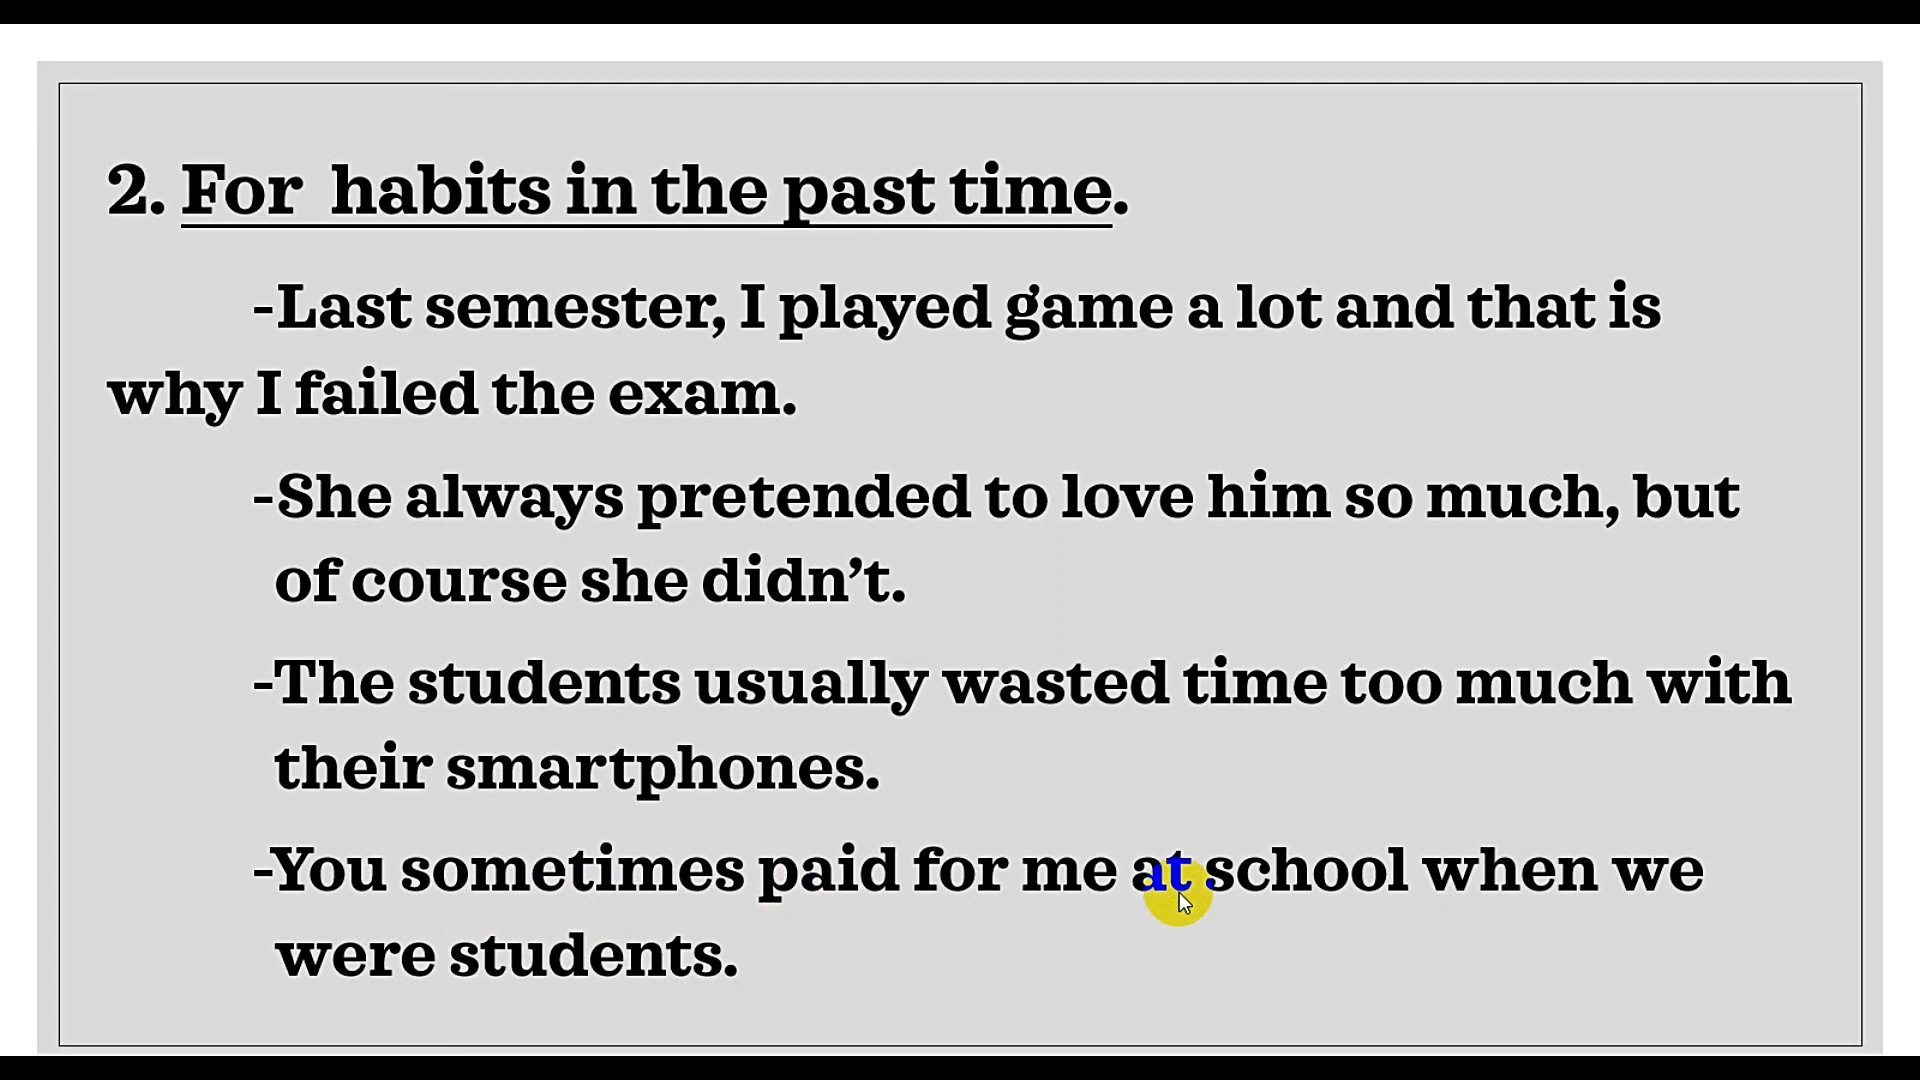 2. For habits in the past time.
-Last semester, I played game a lot and that is
why I failed the exam.
-She always pretended to love him so much, but
of course she didn’t.
-The students usually wasted time too much with
their smartphones.
-You sometimes paid for me at school when we
were students.